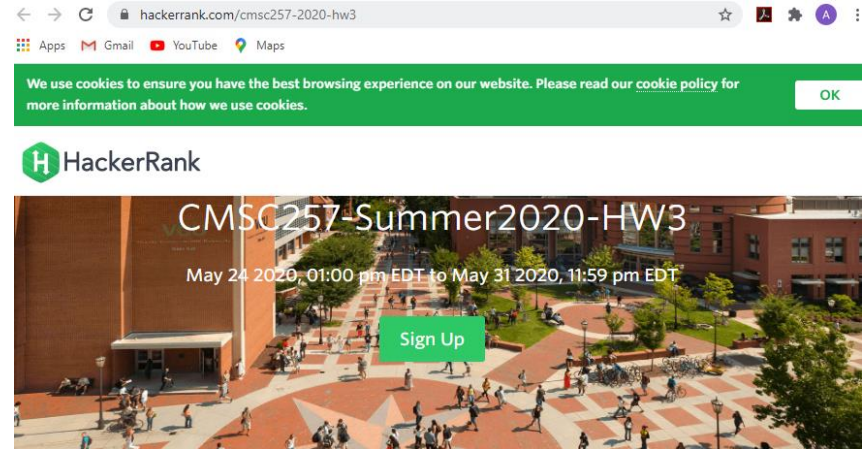 hackerrank.com/cmsc257-2020-hw3
A
Apps Gmail YouTube Maps
We use cookies to ensure you have the best browsing experience on our website. Please read our cookie policy for
more information about how we use cookies.
OK
H HackerRank
CMSC257-Summer2020-HW3
May 24 2020, 01:00 pm EDT to May 31 2020, 11:59 pm EDT
Sign Up